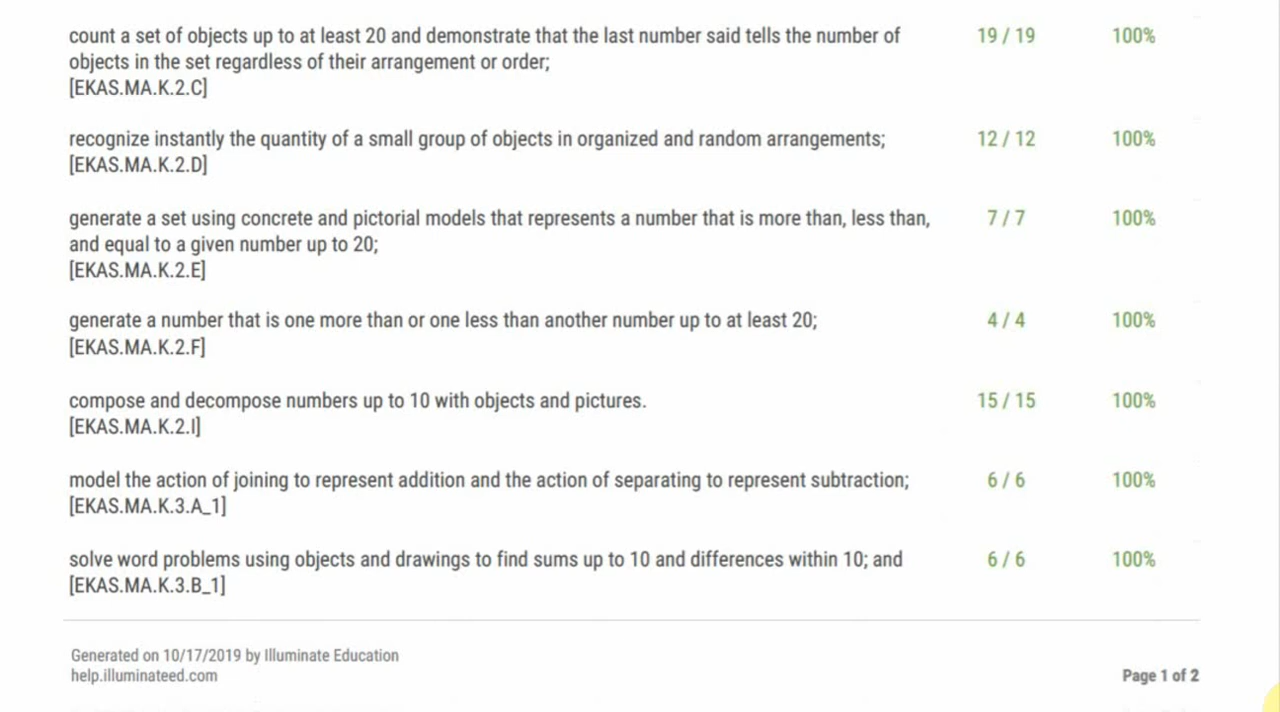 count a set of objects up to at least 20 and demonstrate that the last number said tells the number of 19 / 19 100%
objects in the set regardless of their arrangement or order;
[EKAS.MA.K.2.C]
recognize instantly the quantity of a small group of objects in organized and random arrangements; 12 / 12 100%
[EKAS.MA.K.2.D]
generate a set using concrete and pictorial models that represents a number that is more than, less than, 7 / 7 100%
and equal to a given number up to 20;
[EKAS.MA.K.2.E]
generate a number that is one more than or one less than another number up to at least 20; 4 / 4 100%
[EKAS.MA.K.2.F]
compose and decompose numbers up to 10 with objects and pictures. 15 / 15 100%
[EKAS.MA.K.2.I]
model the action of joining to represent addition and the action of separating to represent subtraction; 6 / 6 100%
[EKAS.MA.K.3.A_1]
solve word problems using objects and drawings to find sums up to 10 and differences within 10; and 6 / 6 100%
[EKAS.MA.K.3.B_1]
Generated on 10/17/2019 by Illuminate Education
help.illuminateed.com Page 1 of 2